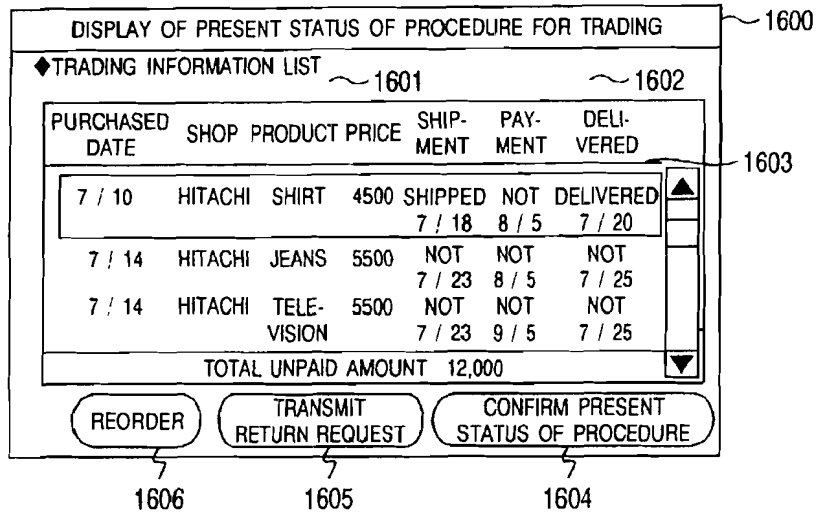 DISPLAY OF PRESENT STATUS OF PROCEDURE FOR TRADING
1600
◆TRADING INFORMATION LIST
1601
1602
PURCHASED DATE SHOP PRODUCT PRICE SHIP- MENT PAY- MENT DELI- VERED
1603
7 / 10 HITACHI SHIRT 4500 SHIPPED NOT DELIVERED
7 / 18 8 / 5 7 / 20
7 / 14 HITACHI JEANS 5500 NOT NOT NOT
7 / 23 8 / 5 7 / 25
7 / 14 HITACHI TELE- 5500 NOT NOT NOT
VISION 7 / 23 9 / 5 7 / 25
TOTAL UNPAID AMOUNT 12,000
REORDER
TRANSMIT
RETURN REQUEST
CONFIRM PRESENT
STATUS OF PROCEDURE
1606 1605 1604